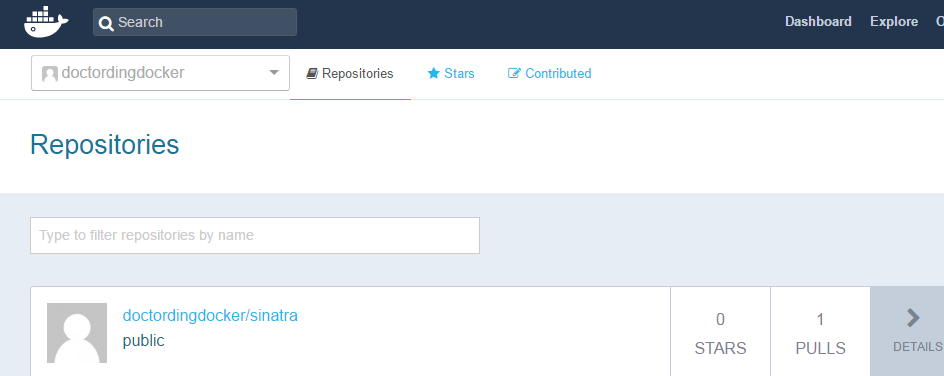 Search
Dashboard Explore O
doctordingdocker
Repositories Stars Contributed
Repositories
Type to filter repositories by name
doctordingdocker/sinatra
public
0
STARS
1
PULLS
DETAILS